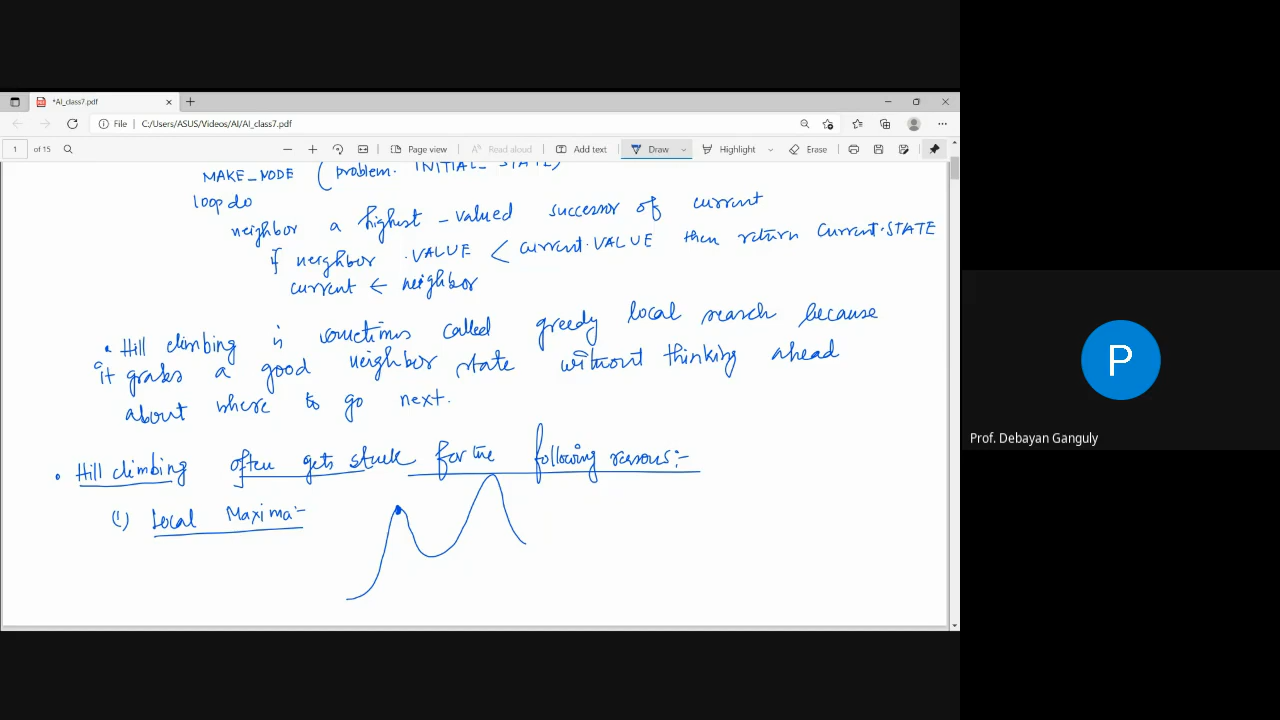 *AI_class7.pdf
File C:/Users/ASUS/Videos/AI/AI_class7.pdf
1 of 15 Page view Read aloud Add text Draw Highlight Erase
MAKE_NODE (problem. INITIAL_STATE)
loop do
neighbor a highest-valued successor of current
If neighbor .VALUE < current.VALUE then return current.STATE
current ← neighbor
• Hill climbing is sometimes called greedy local search because
it grabs a good neighbor state without thinking ahead
about where to go next.
• Hill climbing often gets stuck for the following reasons:-
(1) Local Maxima:-
P
Prof. Debayan Ganguly